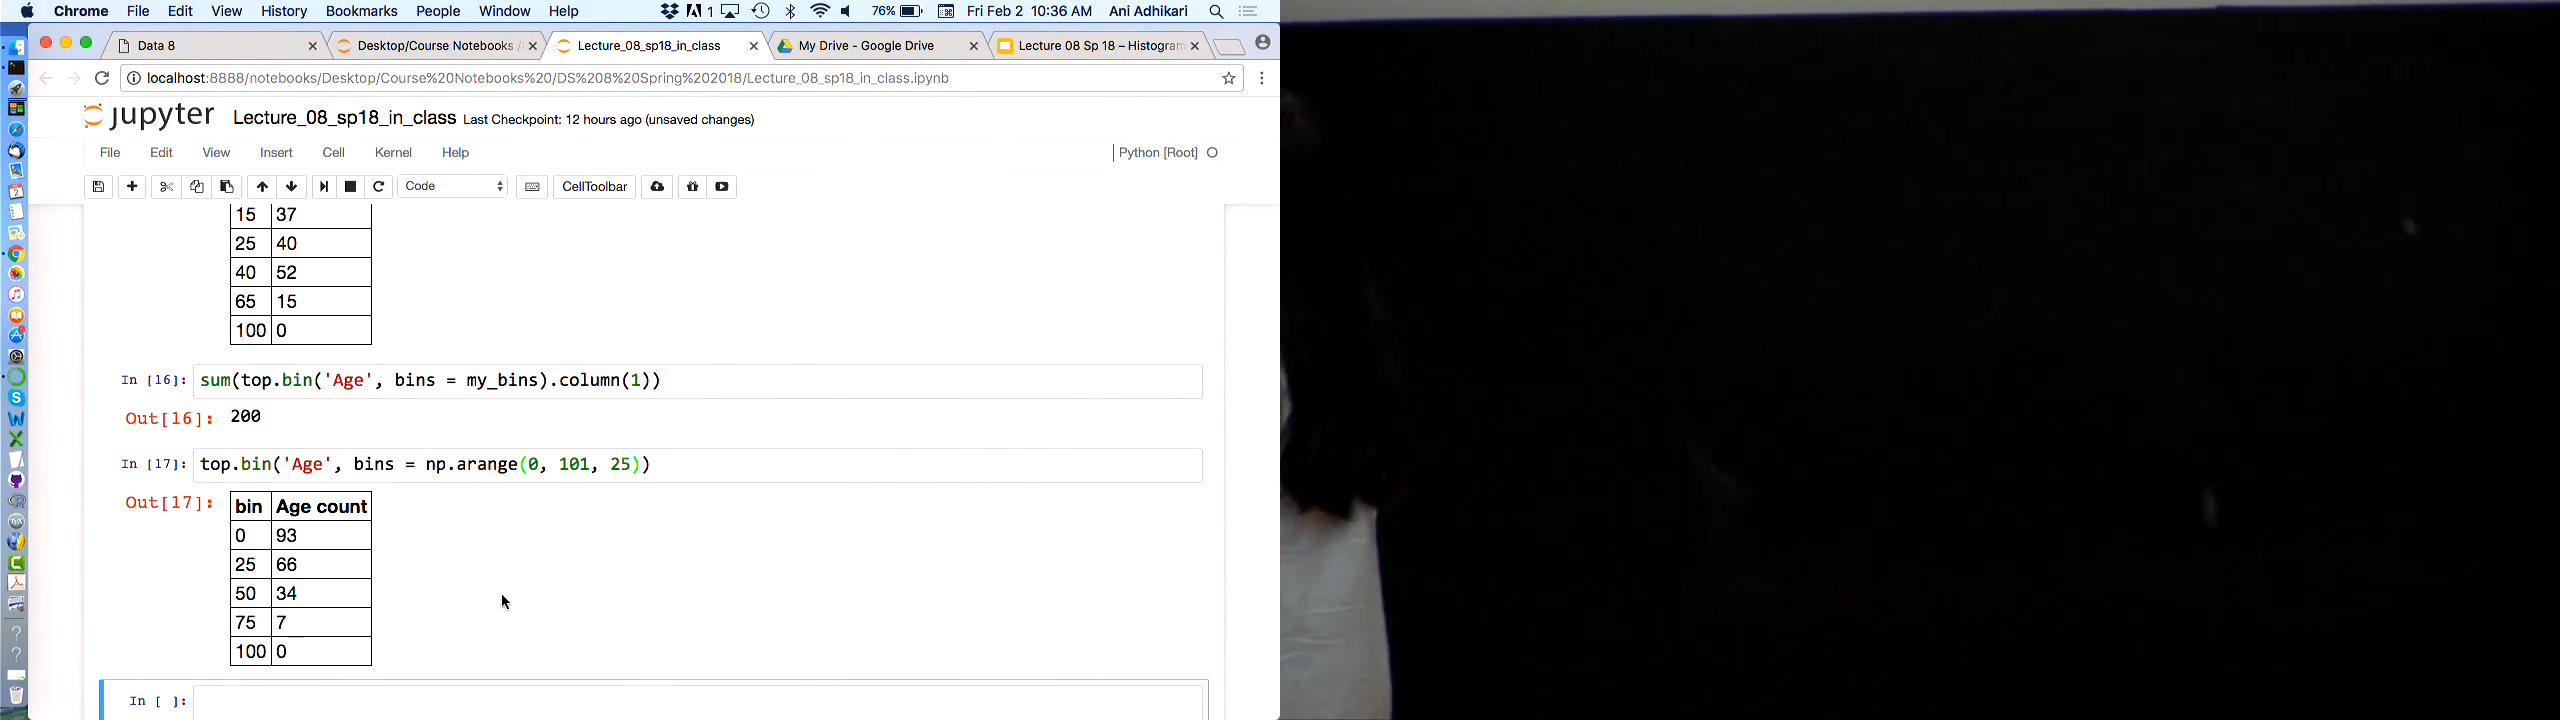 Chrome File Edit View History Bookmarks People Window Help 1 76% Fri Feb 2 10:36 AM Ani Adhikari
Data 8 Desktop/Course Notebooks Lecture_08_sp18_in_class My Drive - Google Drive Lecture 08 Sp 18 – Histogram
localhost:8888/notebooks/Desktop/Course%20Notebooks%20/DS%208%20Spring%202018/Lecture_08_sp18_in_class.ipynb
jupyter Lecture_08_sp18_in_class Last Checkpoint: 12 hours ago (unsaved changes)
File Edit View Insert Cell Kernel Help Python [Root]
Code CellToolbar
15 37
25 40
40 52
65 15
100 0
In [16]: sum(top.bin('Age', bins = my_bins).column(1))
Out[16]: 200
In [17]: top.bin('Age', bins = np.arange(0, 101, 25))
Out[17]: bin Age count
0 93
25 66
50 34
75 7
100 0
In [ ]: